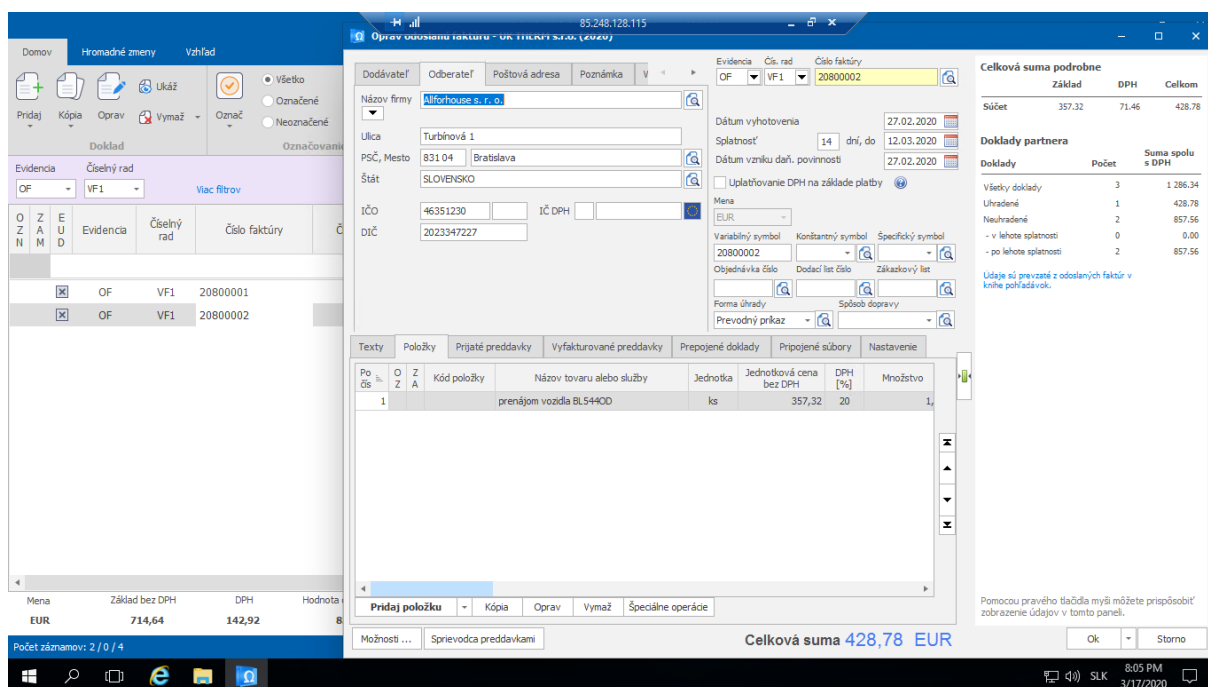 85.248.128.115
Oprav odoslanú faktúru - UK THERM s.r.o. (2020)
Domov Hromadné zmeny Vzhľad
Pridaj Kópia Oprav Ukáž Vymaž Označ
Všetko
Označené
Neoznačené
Doklad Označovanie
Evidencia Číselný rad
OF VF1 Viac filtrov
O Z N Z A M E U D Evidencia Číselný rad Číslo faktúry
OF VF1 20800001
OF VF1 20800002
Mena Základ bez DPH DPH Hodnota
EUR 714,64 142,92 8
Počet záznamov: 2 / 0 / 4
Dodávateľ Odberateľ Poštová adresa Poznámka
Názov firmy Allforhouse s. r. o.
Ulica Turbínová 1
PSČ, Mesto 831 04 Bratislava
Štát SLOVENSKO
IČO 46351230 IČ DPH
DIČ 2023347227
Evidencia Čís. rad Číslo faktúry
OF VF1 20800002
Dátum vyhotovenia 27.02.2020
Splatnosť 14 dní, do 12.03.2020
Dátum vzniku daň. povinnosti 27.02.2020
Uplatňovanie DPH na základe platby
Mena
EUR
Variabilný symbol Konštantný symbol Špecifický symbol
20800002
Objednávka číslo Dodací list číslo Zákazkový list
Forma úhrady Spôsob dopravy
Prevodný príkaz
Texty Položky Prijaté preddavky Vyfakturované preddavky Prepojené doklady Pripojené súbory Nastavenie
Po čís O Z Z A Kód položky Názov tovaru alebo služby Jednotka Jednotková cena bez DPH DPH [%] Množstvo
1 prenájom vozidla BL544OD ks 357,32 20 1,
Pridaj položku Kópia Oprav Vymaž Špeciálne operácie
Možnosti ... Sprievodca preddavkami Celková suma 428,78 EUR
Celková suma podrobne
Základ DPH Celkom
Súčet 357.32 71.46 428.78
Doklady partnera
Doklady Počet Suma spolu s DPH
Všetky doklady 3 1 286.34
Uhradené 1 428.78
Neuhradené 2 857.56
- v lehote splatnosti 0 0.00
- po lehote splatnosti 2 857.56
Údaje sú prevzaté z odoslaných faktúr v
knihe pohľadávok.
Pomocou pravého tlačidla myši môžete prispôsobiť
zobrazenie údajov v tomto paneli.
Ok Storno
SLK 8:05 PM
3/17/2020